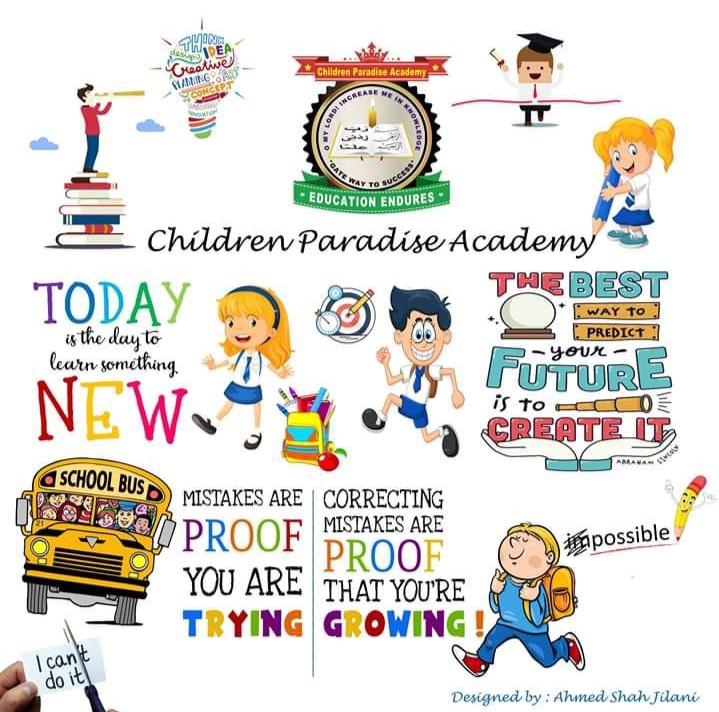 THINK
design IDEA
Creative
PLANNING
CONCEPT
INNOVATION
Children Paradise Academy
O MY LORD! INCREASE ME IN KNOWLEDGE
GATE WAY TO SUCCESS
EDUCATION ENDURES
Children Paradise Academy
TODAY
is the day to
learn something
NEW
THE BEST
WAY TO
PREDICT
your
FUTURE
is TO
CREATE IT
ABRAHAM LINCOLN
SCHOOL BUS
21
MISTAKES ARE
PROOF
YOU ARE
TRYING
CORRECTING
MISTAKES ARE
PROOF
THAT YOU'RE
GROWING !
impossible
I can't
do it
Designed by : Ahmed Shah Jilani